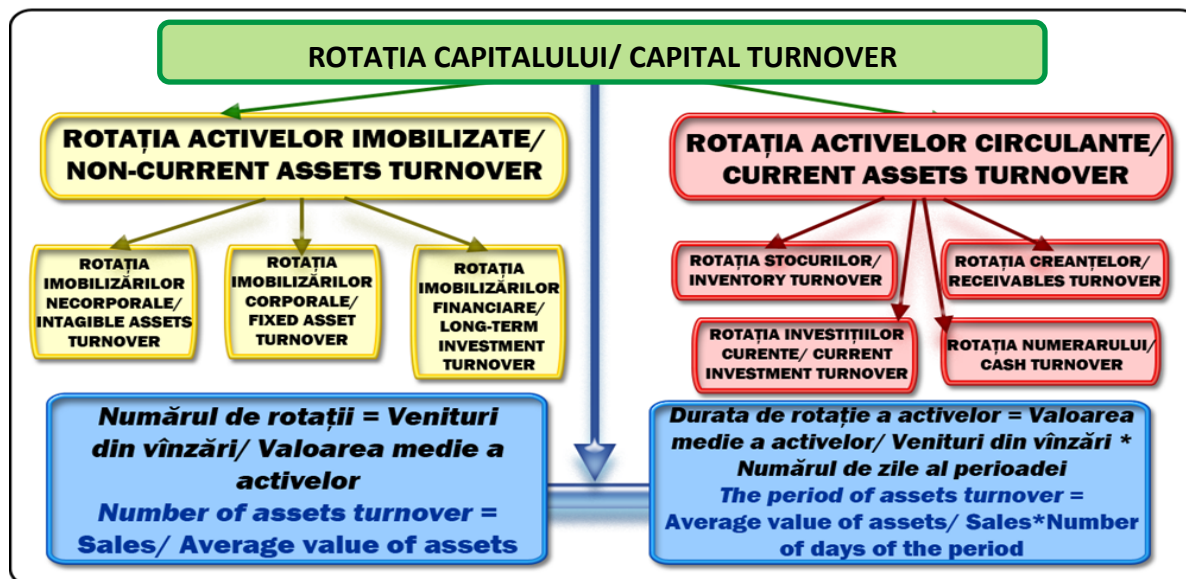 ROTAȚIA CAPITALULUI/ CAPITAL TURNOVER
ROTAȚIA ACTIVELOR IMOBILIZATE/
NON-CURRENT ASSETS TURNOVER
ROTAȚIA ACTIVELOR CIRCULANTE/
CURRENT ASSETS TURNOVER
ROTAȚIA
IMOBILIZĂRILOR
NECORPORALE/
INTAGIBLE ASSETS
TURNOVER
ROTAȚIA
IMOBILIZĂRILOR
CORPORALE/
FIXED ASSET
TURNOVER
ROTAȚIA
IMOBILIZĂRILOR
FINANCIARE/
LONG-TERM
INVESTMENT
TURNOVER
ROTAȚIA STOCURILOR/
INVENTORY TURNOVER
ROTAȚIA CREANȚELOR/
RECEIVABLES TURNOVER
ROTAȚIA INVESTIȚIILOR
CURENTE/ CURRENT
INVESTMENT TURNOVER
ROTAȚIA NUMERARULUI/
CASH TURNOVER
Numărul de rotații = Venituri
din vînzări/ Valoarea medie a
activelor
Number of assets turnover =
Sales/ Average value of assets
Durata de rotație a activelor = Valoarea
medie a activelor/ Venituri din vînzări *
Numărul de zile al perioadei
The period of assets turnover =
Average value of assets/ Sales*Number
of days of the period